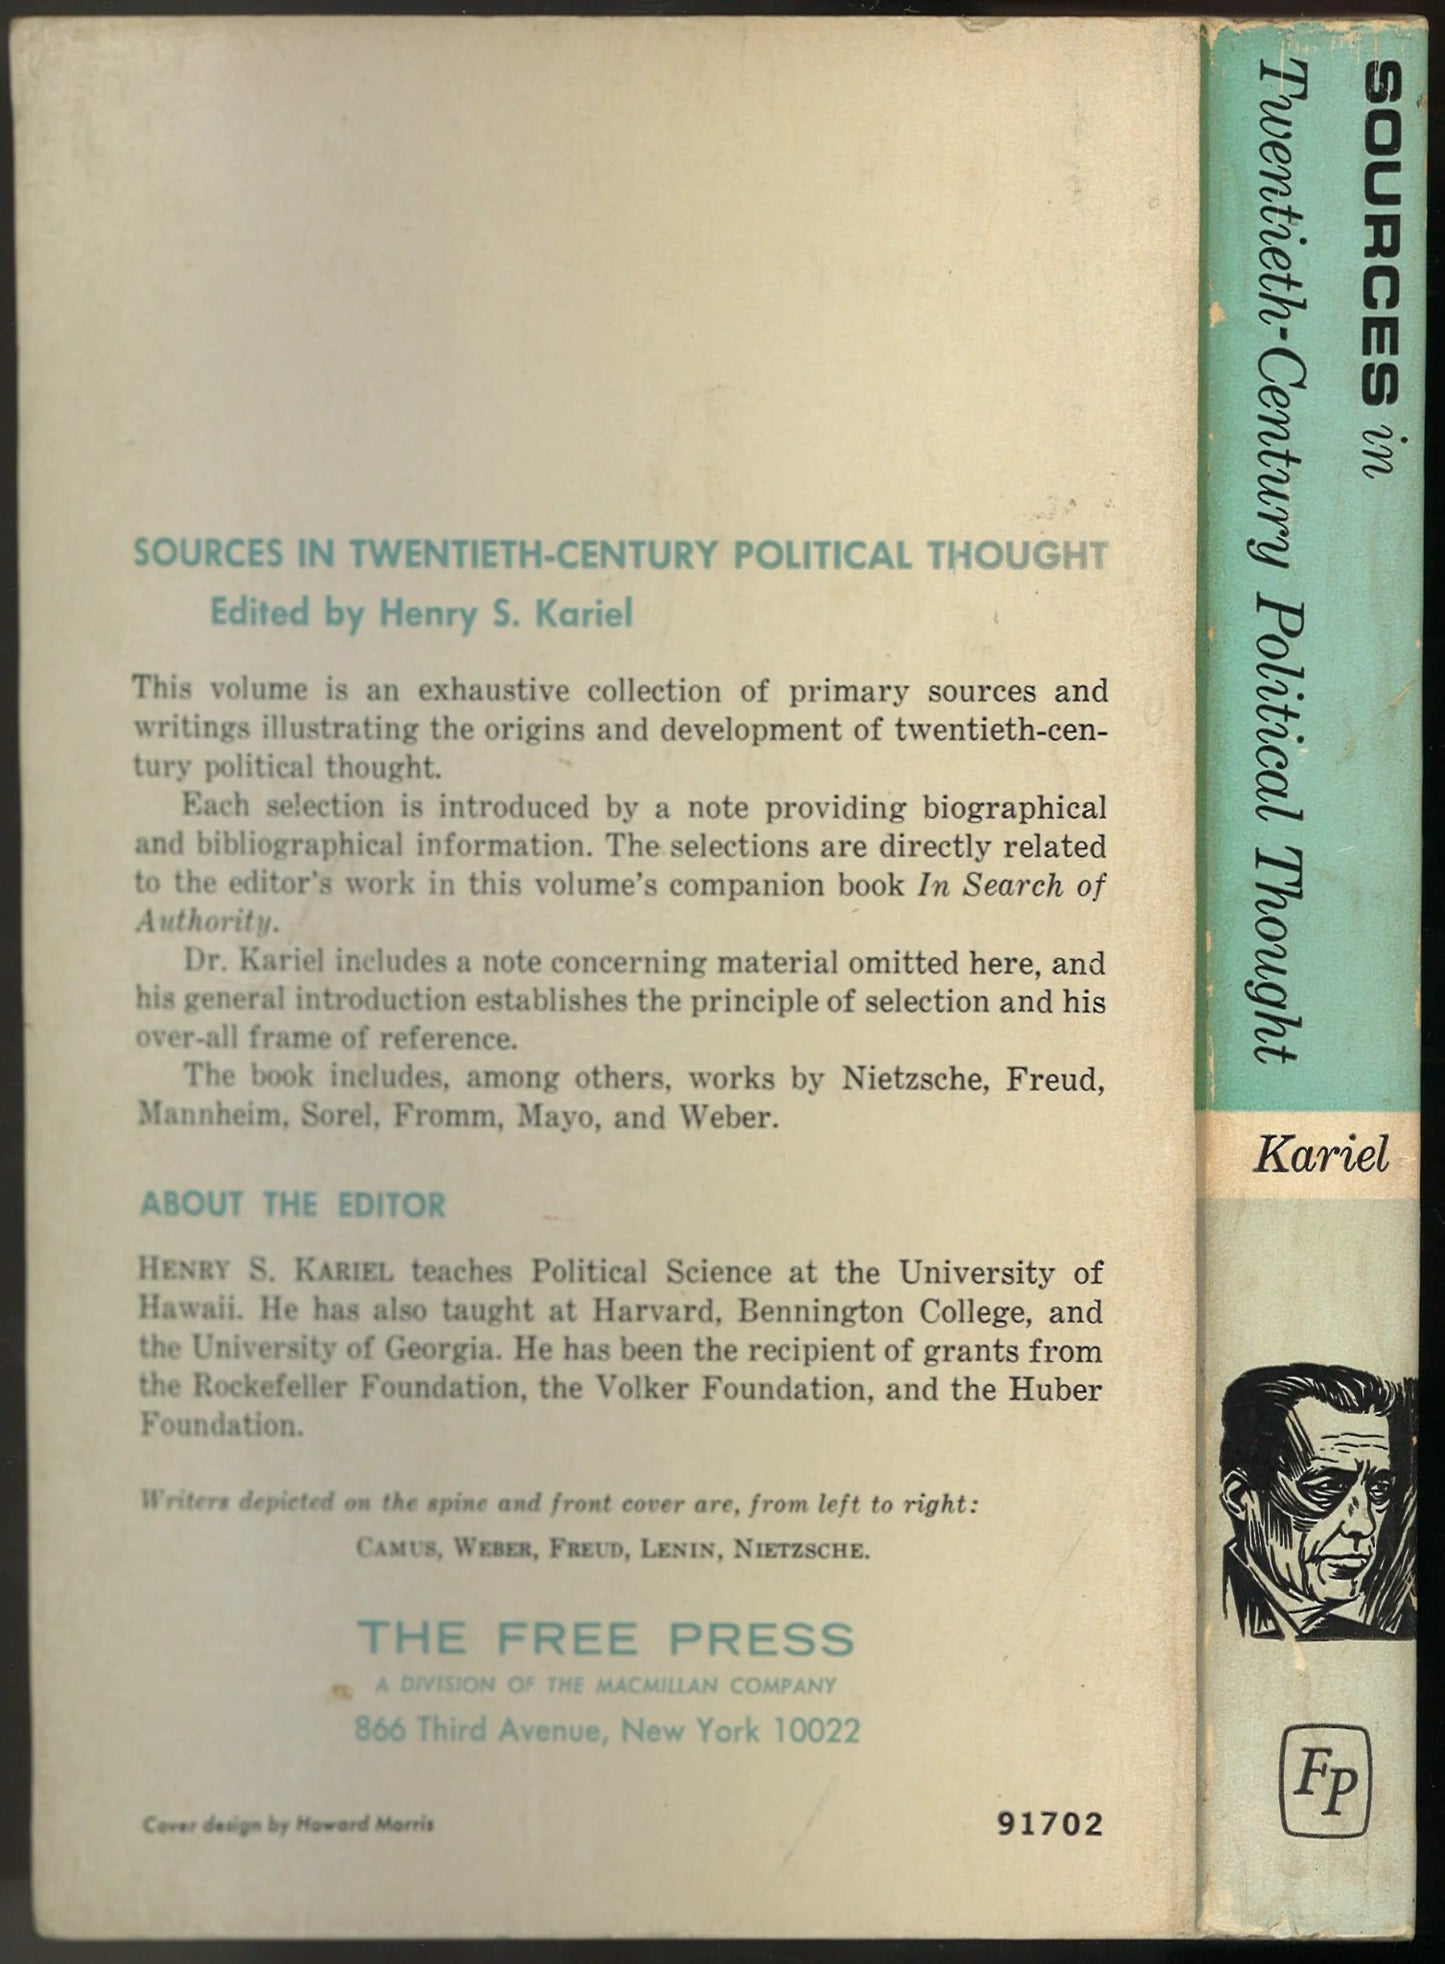 SOURCES IN TWENTIETH-CENTURY POLITICAL THOUGHT
Edited by Henry S. Kariel
This volume is an exhaustive collection of primary sources and
writings illustrating the origins and development of twentieth-cen-
tury political thought.
Each selection is introduced by a note providing biographical
and bibliographical information. The selections are directly related
to the editor's work in this volume's companion book In Search of
Authority.
Dr. Kariel includes a note concerning material omitted here, and
his general introduction establishes the principle of selection and his
over-all frame of reference.
The book includes, among others, works by Nietzsche, Freud,
Mannheim, Sorel, Fromm, Mayo, and Weber.
ABOUT THE EDITOR
HENRY S. KARIEL teaches Political Science at the University of
Hawaii. He has also taught at Harvard, Bennington College, and
the University of Georgia. He has been the recipient of grants from
the Rockefeller Foundation, the Volker Foundation, and the Huber
Foundation.
Writers depicted on the spine and front cover are, from left to right:
CAMUS, WEBER, FREUD, LENIN, NIETZSCHE.
THE FREE PRESS
A DIVISION OF THE MACMILLAN COMPANY
866 Third Avenue, New York 10022
Cover design by Howard Morris
91702
SOURCES in
Twentieth-Century Political Thought
Kariel
FP